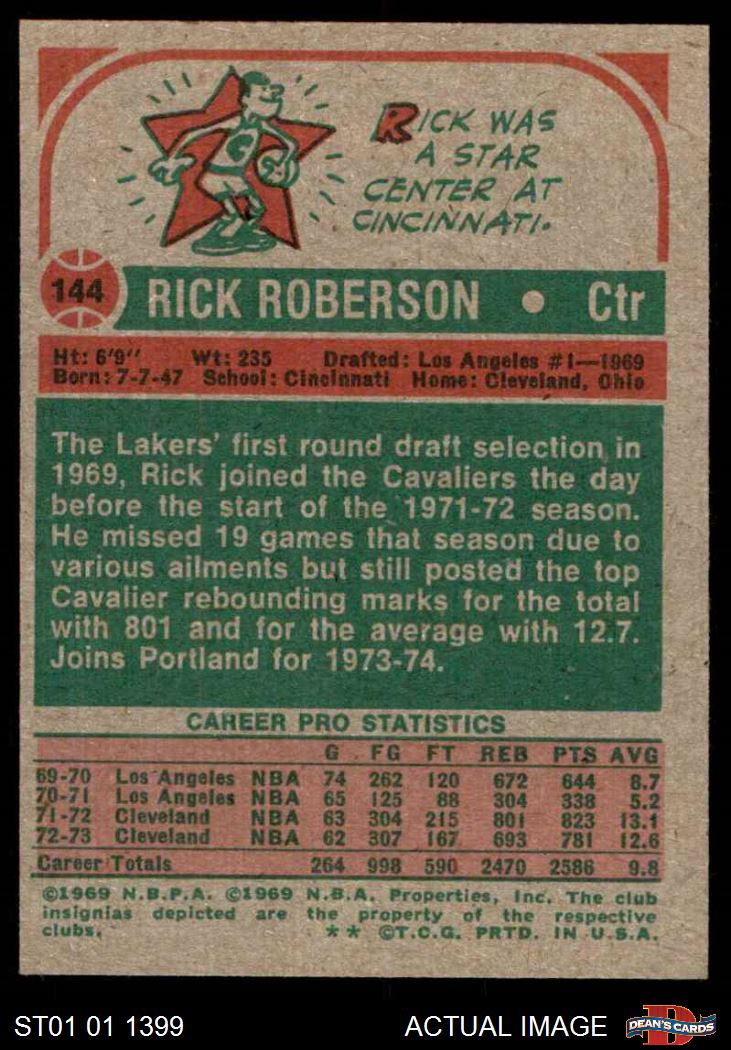 RICK WAS
A STAR
CENTER AT
CINCINNATI.
C
144
RICK ROBERSON • Ctr
Ht: 6'9'' Wt: 235 Drafted: Los Angeles #1—1969
Born: 7-7-47 School: Cincinnati Home: Cleveland, Ohio
The Lakers' first round draft selection in
1969, Rick joined the Cavaliers the day
before the start of the 1971-72 season.
He missed 19 games that season due to
various ailments but still posted the top
Cavalier rebounding marks for the total
with 801 and for the average with 12.7.
Joins Portland for 1973-74.
CAREER PRO STATISTICS
G FG FT REB PTS AVG
69-70 Los Angeles NBA 74 262 120 672 644 8.7
70-71 Los Angeles NBA 65 125 88 304 338 5.2
71-72 Cleveland NBA 63 304 215 801 823 13.1
72-73 Cleveland NBA 62 307 167 693 781 12.6
Career Totals 264 998 590 2470 2586 9.8
©1969 N.B.P.A. ©1969 N.B.A. Properties, Inc. The club
insignias depicted are the property of the respective
clubs. ** ©T.C.G. PRTD. IN U.S.A.
ST01 01 1399 ACTUAL IMAGE
D
DEAN'S CARDS